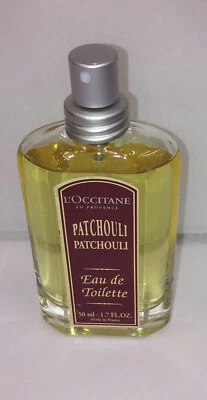 L'OCCITANE
EN PROVENCE
PATCHOULI
PATCHOULI
Eau de
Toilette
50 ml - 1.7 FL.OZ.
Made in France